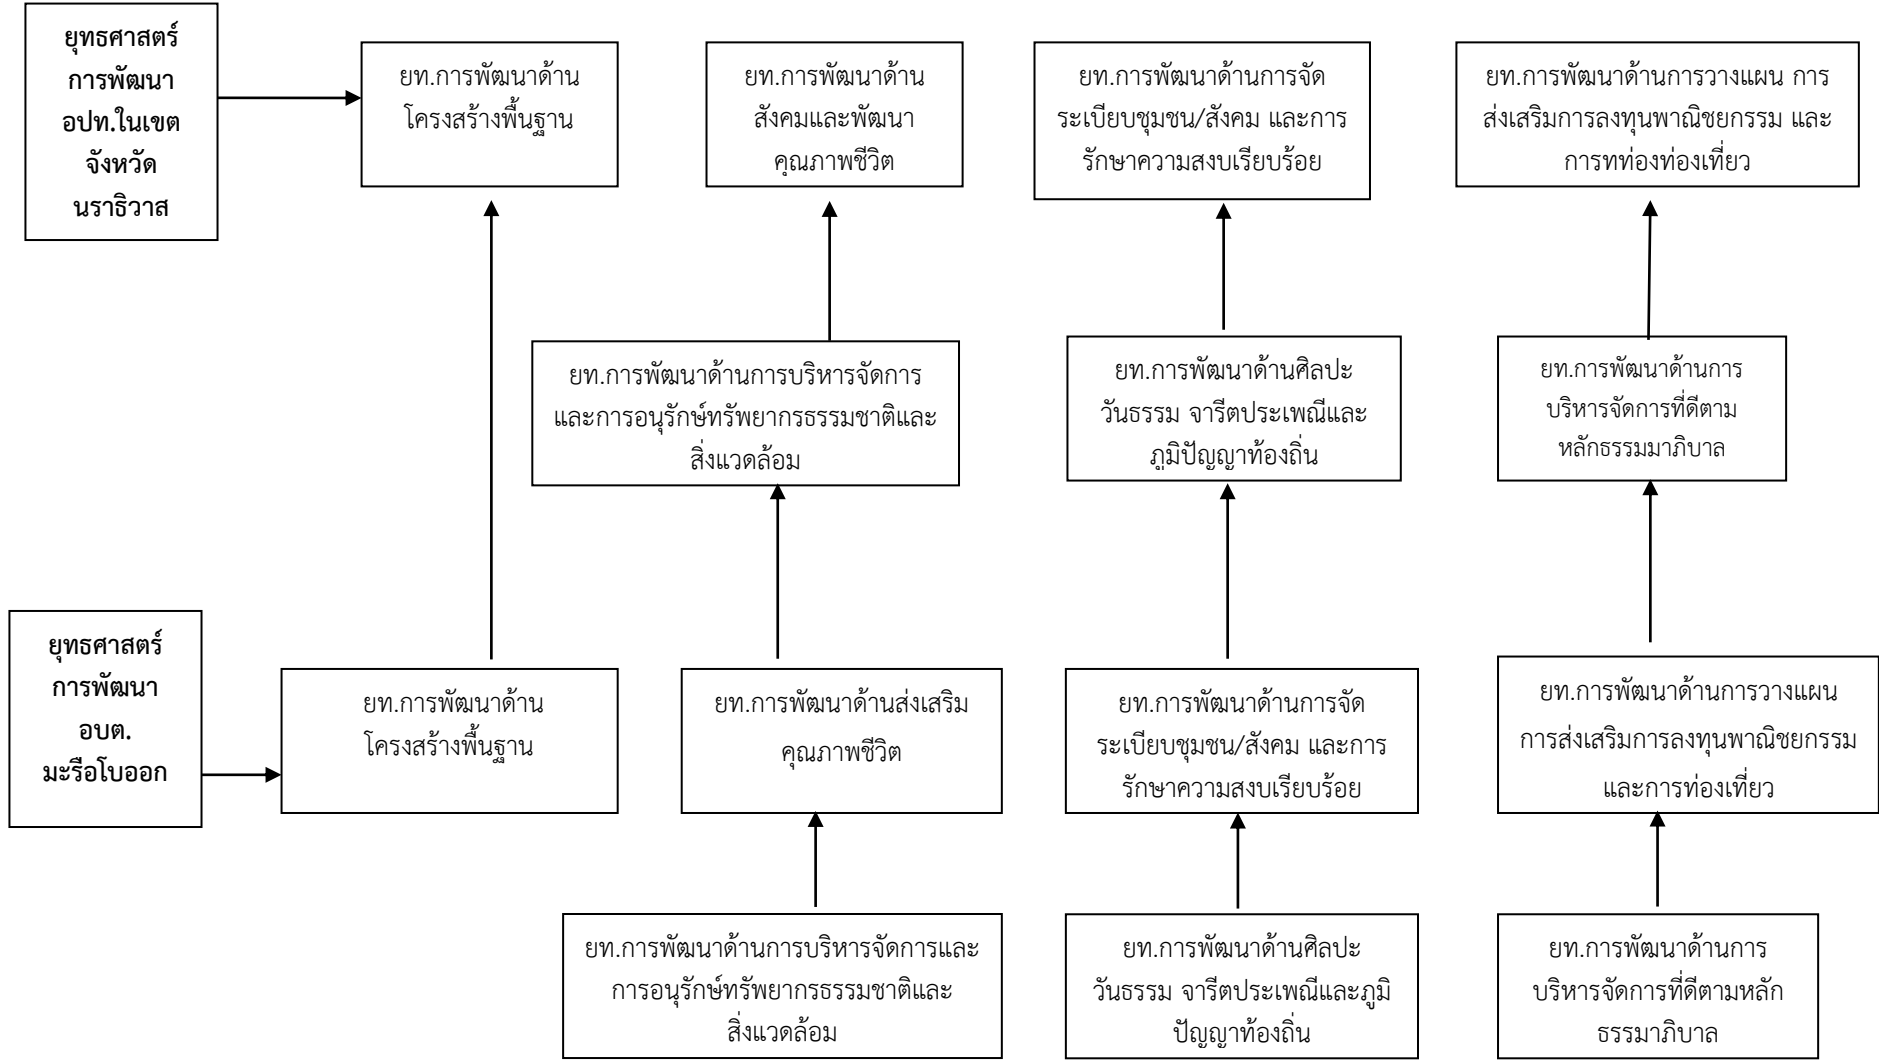 ยุทธศาสตร์
การพัฒนา
อปท.ในเขต
จังหวัด
นราธิวาส
ยท.การพัฒนาด้าน
โครงสร้างพื้นฐาน
ยท.การพัฒนาด้าน
สังคมและพัฒนา
คุณภาพชีวิต
ยท.การพัฒนาด้านการจัด
ระเบียบชุมชน/สังคม และการ
รักษาความสงบเรียบร้อย
ยท.การพัฒนาด้านการวางแผน การ
ส่งเสริมการลงทุนพาณิชยกรรม และ
การทท่องท่องเที่ยว
ยท.การพัฒนาด้านการบริหารจัดการ
และการอนุรักษ์ทรัพยากรธรรมชาติและ
สิ่งแวดล้อม
ยท.การพัฒนาด้านศิลปะ
วันธรรม จารีตประเพณีและ
ภูมิปัญญาท้องถิ่น
ยท.การพัฒนาด้านการ
บริหารจัดการที่ดีตาม
หลักธรรมมาภิบาล
ยุทธศาสตร์
การพัฒนา
อบต.
มะรือโบออก
ยท.การพัฒนาด้าน
โครงสร้างพื้นฐาน
ยท.การพัฒนาด้านส่งเสริม
คุณภาพชีวิต
ยท.การพัฒนาด้านการจัด
ระเบียบชุมชน/สังคม และการ
รักษาความสงบเรียบร้อย
ยท.การพัฒนาด้านการวางแผน
การส่งเสริมการลงทุนพาณิชยกรรม
และการท่องเที่ยว
ยท.การพัฒนาด้านการบริหารจัดการและ
การอนุรักษ์ทรัพยากรธรรมชาติและ
สิ่งแวดล้อม
ยท.การพัฒนาด้านศิลปะ
วันธรรม จารีตประเพณีและภูมิ
ปัญญาท้องถิ่น
ยท.การพัฒนาด้านการ
บริหารจัดการที่ดีตามหลัก
ธรรมาภิบาล